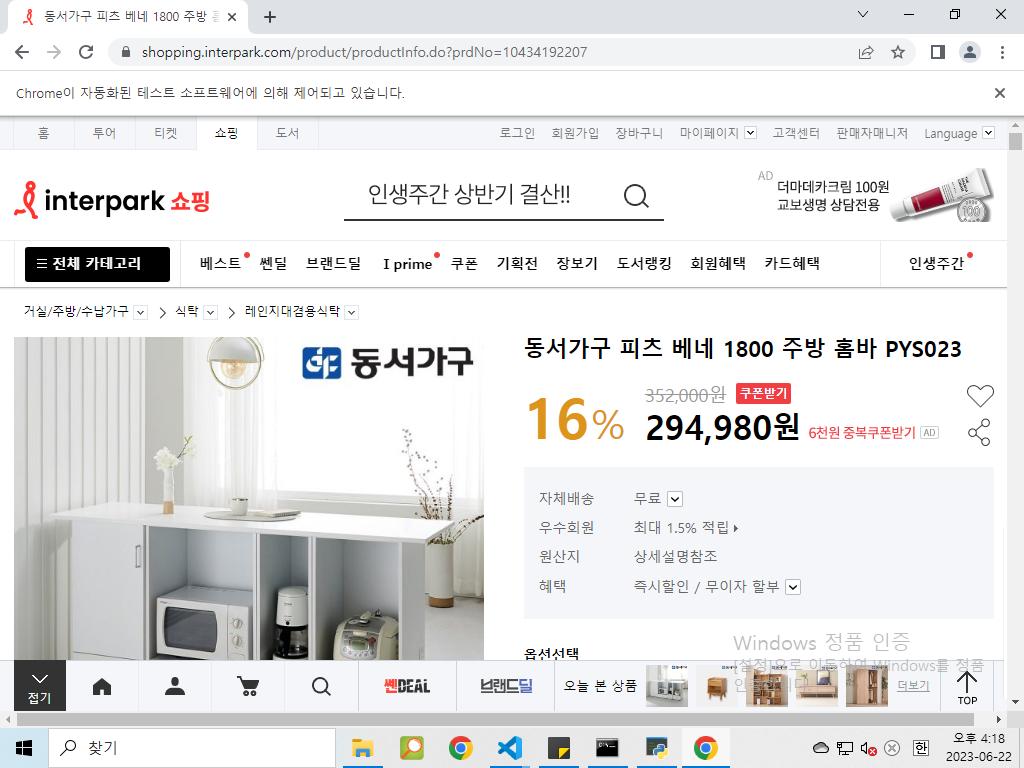 동서가구 피츠 베네 1800 주방 홈
shopping.interpark.com/product/productInfo.do?prdNo=10434192207
Chrome이 자동화된 테스트 소프트웨어에 의해 제어되고 있습니다.
홈 투어 티켓 쇼핑 도서 로그인 회원가입 장바구니 마이페이지 고객센터 판매자매니저 Language
interpark 쇼핑
인생주간 상반기 결산!!
AD
더마데카크림 100원
교보생명 상담전용
100
전체 카테고리 베스트 쎈딜 브랜드딜 I prime 쿠폰 기획전 장보기 도서랭킹 회원혜택 카드혜택 인생주간
거실/주방/수납가구 식탁 레인지대겸용식탁
동서가구
동서가구 피츠 베네 1800 주방 홈바 PYS023
16%
352,000원 쿠폰받기
294,980원 6천원 중복쿠폰받기 AD
자체배송 무료
우수회원 최대 1.5% 적립
원산지 상세설명참조
혜택 즉시할인 / 무이자 할부
옵션선택
Windows 정품 인증
[설정]으로 이동하여 Windows를 정품
접기
쎈DEAL
브랜드딜
오늘 본 상품
더보기
TOP
찾기
한
오후 4:18
2023-06-22